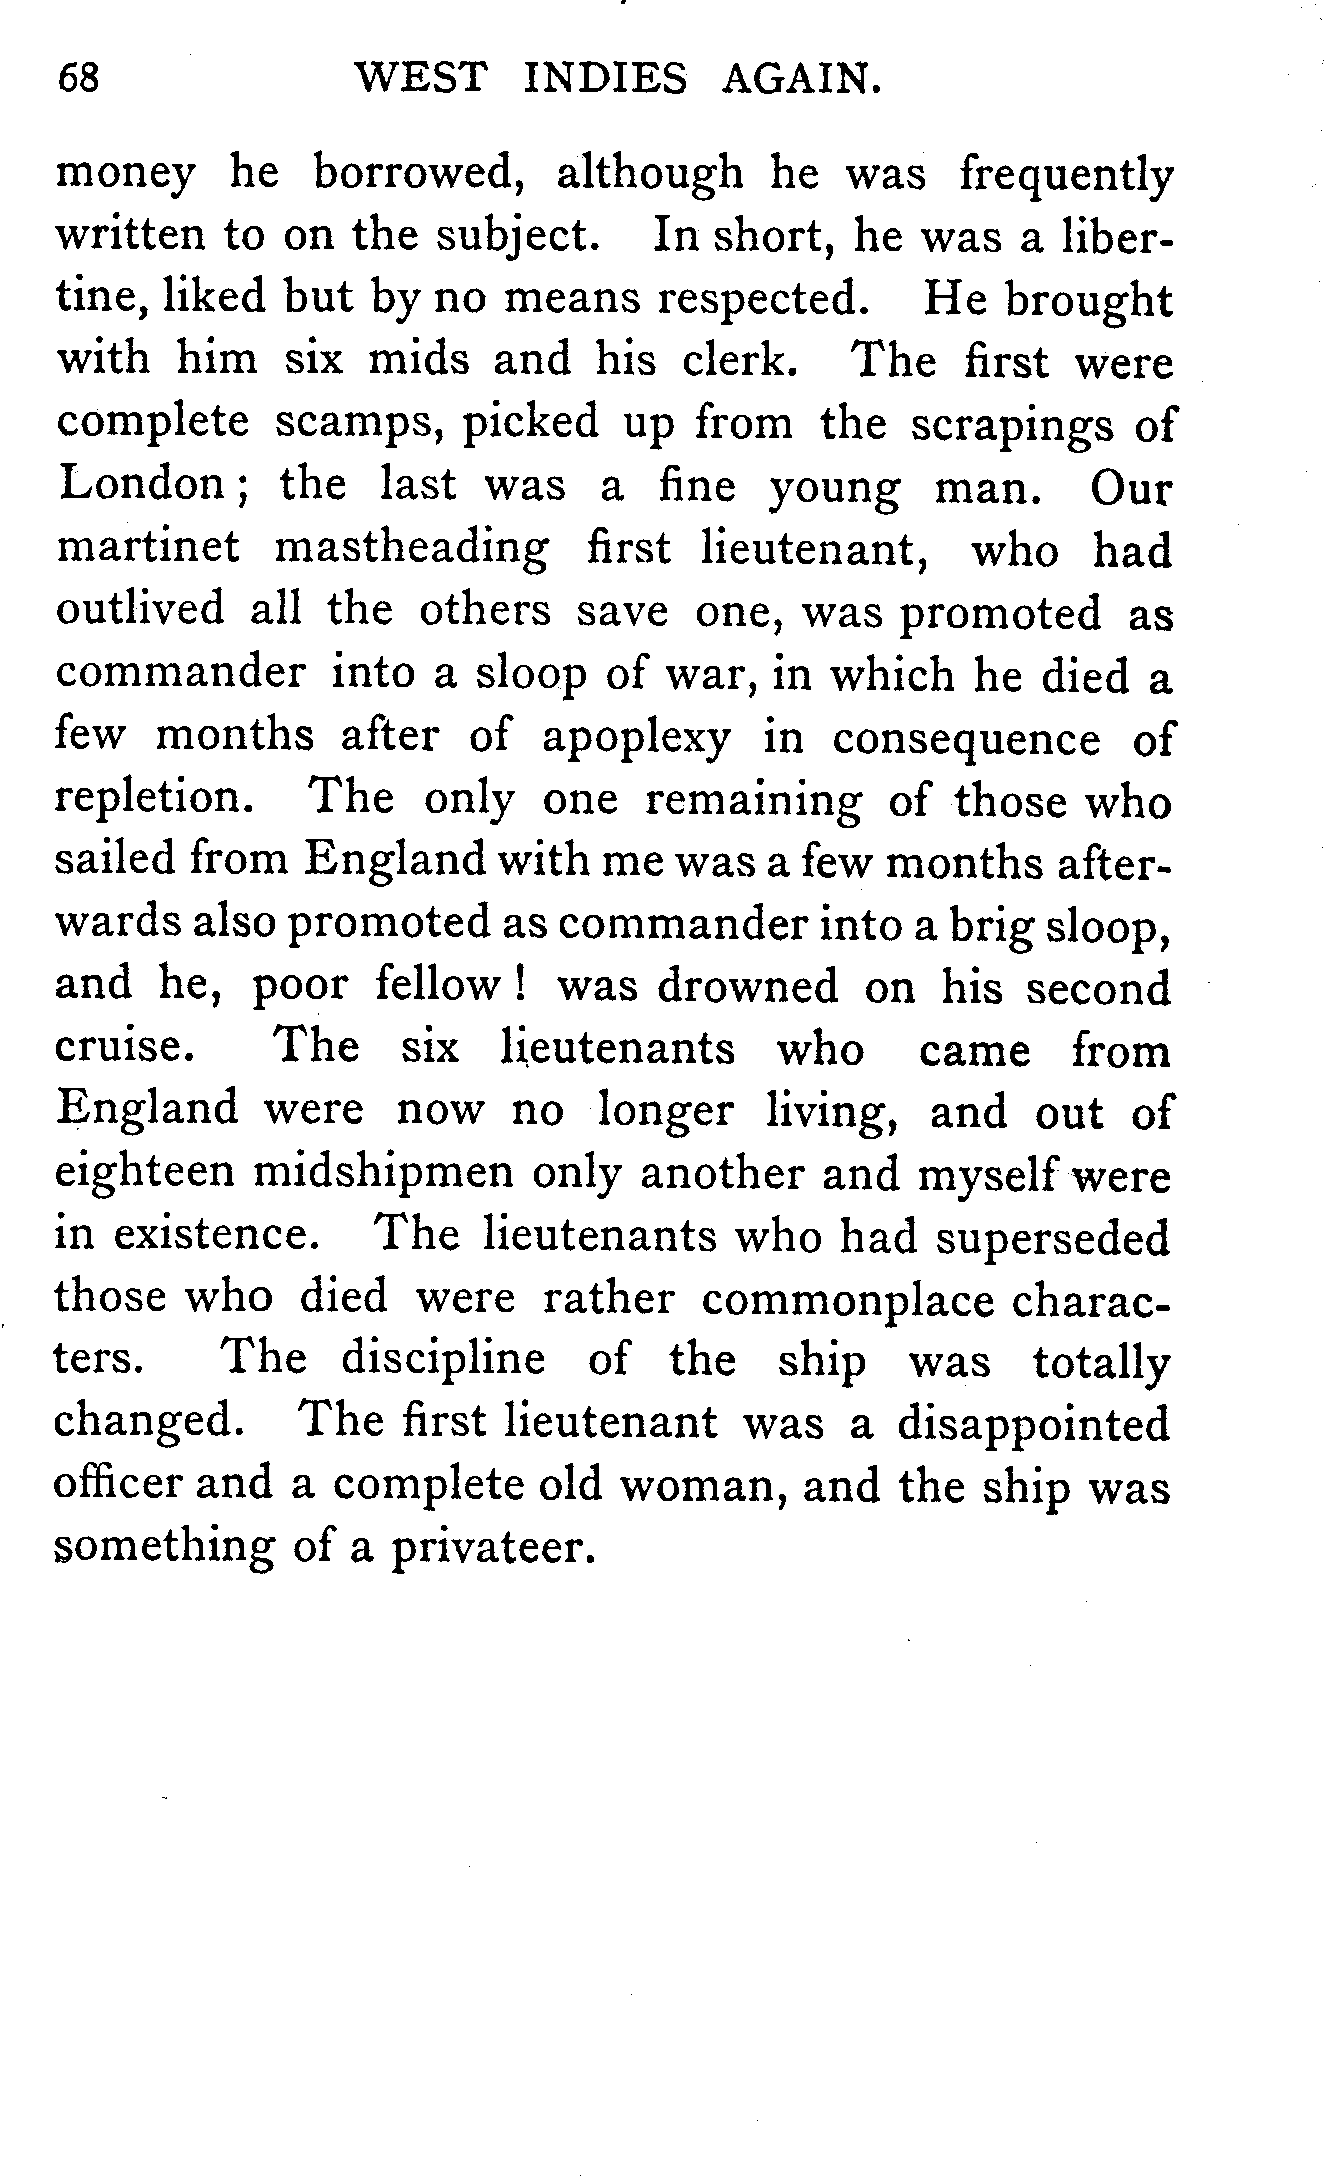 68 WEST INDIES AGAIN.
money he borrowed, although he was frequently
written to on the subject. In short, he was a liber-
tine, liked but by no means respected. He brought
with him six mids and his clerk. The first were
complete scamps, picked up from the scrapings of
London ; the last was a fine young man. Our
martinet mastheading first lieutenant, who had
outlived all the others save one, was promoted as
commander into a sloop of war, in which he died a
few months after of apoplexy in consequence of
repletion. The only one remaining of those who
sailed from England with me was a few months after-
wards also promoted as commander into a brig sloop,
and he, poor fellow ! was drowned on his second
cruise. The six lieutenants who came from
England were now no longer living, and out of
eighteen midshipmen only another and myself were
in existence. The lieutenants who had superseded
those who died were rather commonplace charac-
ters. The discipline of the ship was totally
changed. The first lieutenant was a disappointed
officer and a complete old woman, and the ship was
something of a privateer.